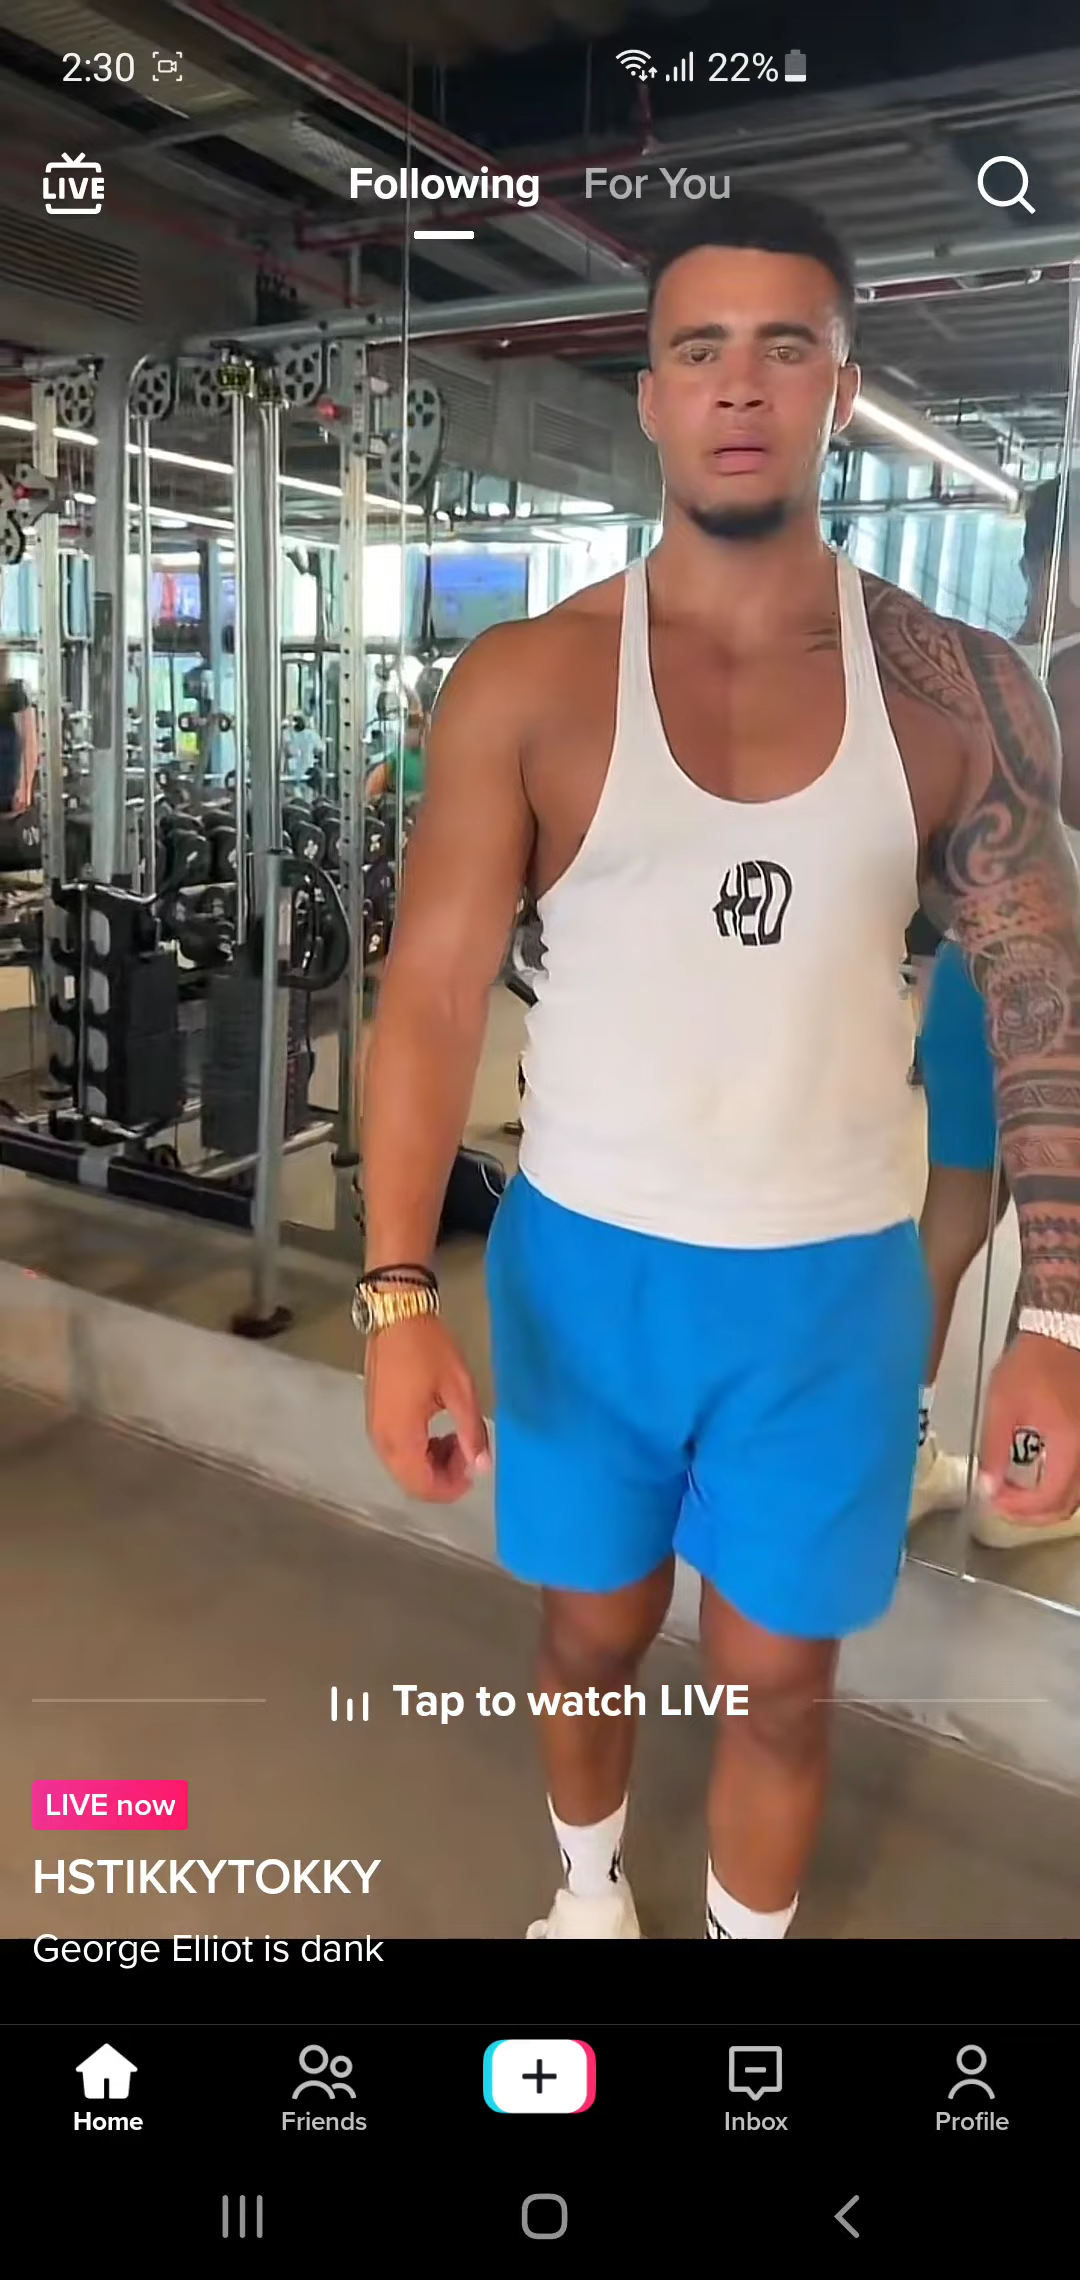 2:30 22%
LIVE Following For You
HED
Tap to watch LIVE
LIVE now
HSTIKKYTOKKY
George Elliot is dank
Home Friends Inbox Profile